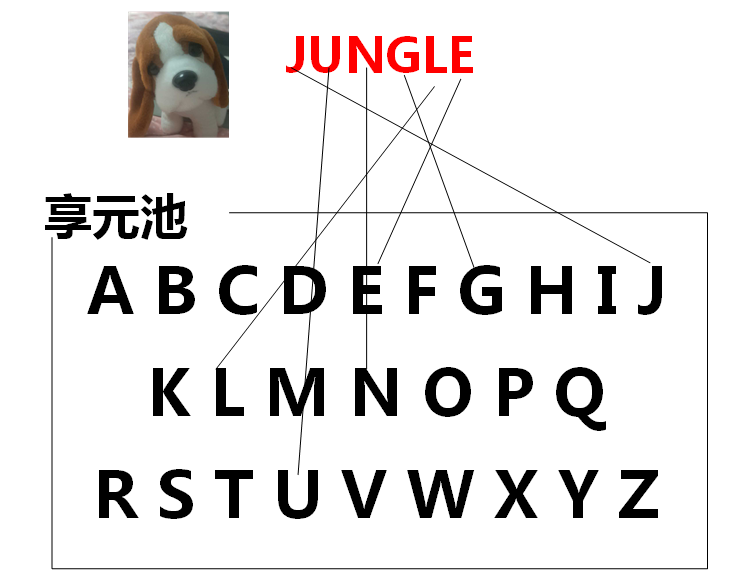 JUNGLE
享元池
A B C D E F G H I J
K L M N O P Q
R S T U V W X Y Z